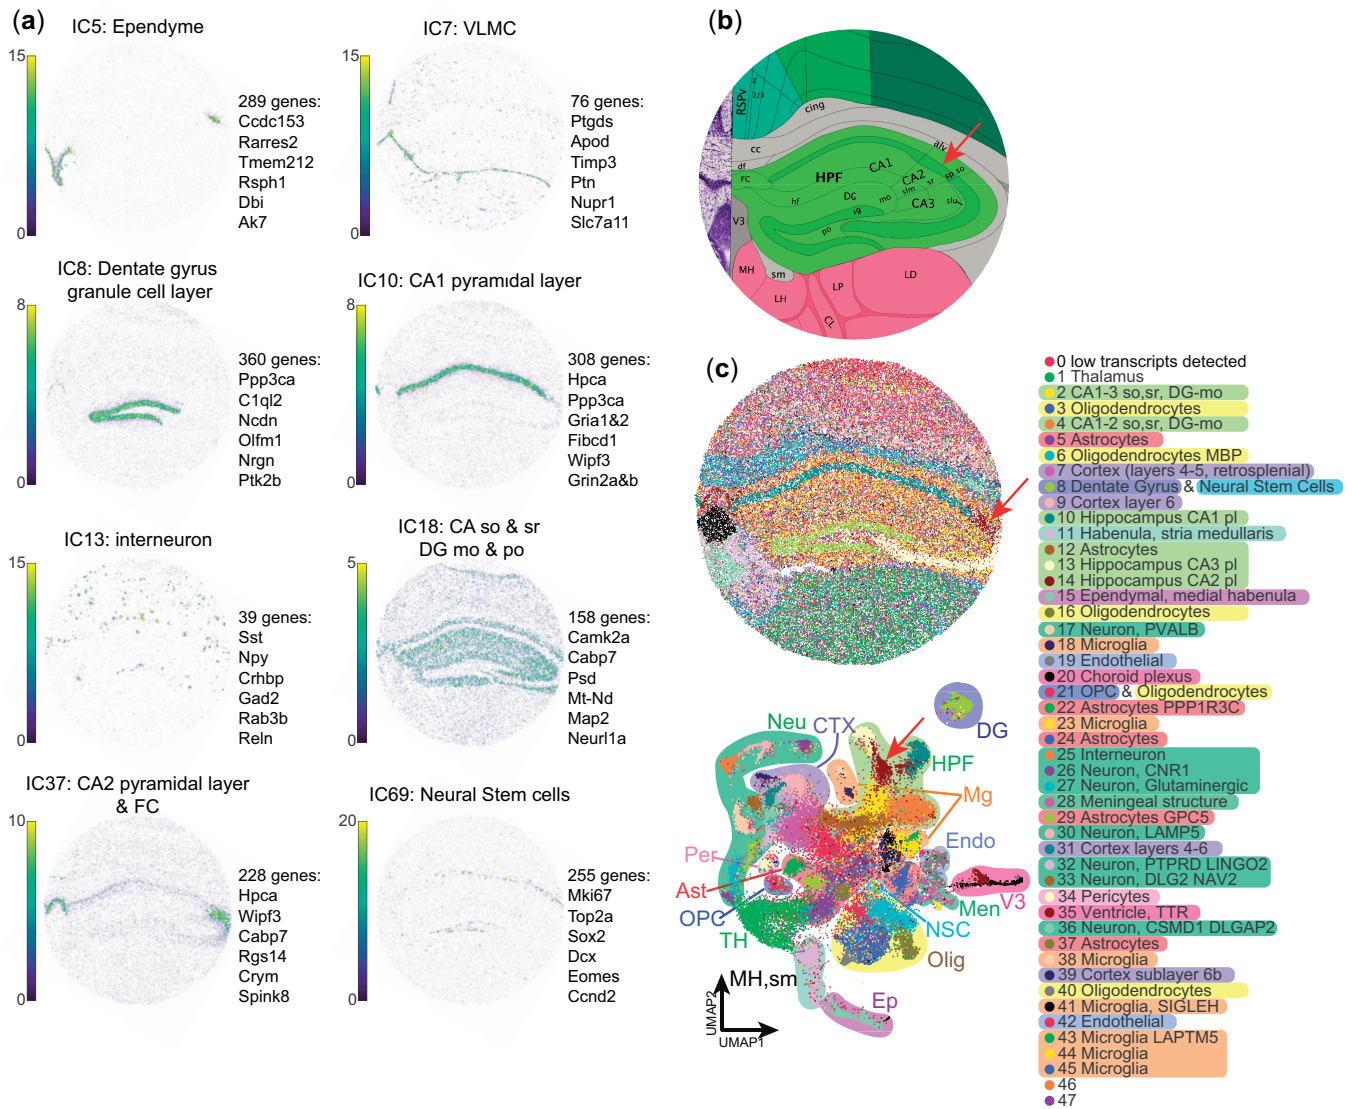 (a)
IC5: Ependyme
15
0
289 genes:
Ccdc153
Rarres2
Tmem212
Rsph1
Dbi
Ak7
IC7: VLMC
15
0
76 genes:
Ptgds
Apod
Timp3
Ptn
Nupr1
Slc7a11
IC8: Dentate gyrus
granule cell layer
8
0
360 genes:
Ppp3ca
C1ql2
Ncdn
Olfm1
Nrgn
Ptk2b
IC10: CA1 pyramidal layer
8
0
308 genes:
Hpca
Ppp3ca
Gria1&2
Fibcd1
Wipf3
Grin2a&b
IC13: interneuron
15
0
39 genes:
Sst
Npy
Crhbp
Gad2
Rab3b
Reln
IC18: CA so & sr
DG mo & po
5
0
158 genes:
Camk2a
Cabp7
Psd
Mt-Nd
Map2
Neurl1a
IC37: CA2 pyramidal layer
& FC
10
0
228 genes:
Hpca
Wipf3
Cabp7
Rgs14
Crym
Spink8
IC69: Neural Stem cells
20
0
255 genes:
Mki67
Top2a
Sox2
Dcx
Eomes
Ccnd2
(b)
RSPv
2
2/3
cing
cc
alv
df
FC
HPF
CA1
CA2
sp so
sr
slm
hf
DG
mo
CA3
slu
sg
po
V3
MH
sm
LH
LP
LD
CL
(c)
0 low transcripts detected
1 Thalamus
2 CA1-3 so,sr, DG-mo
3 Oligodendrocytes
4 CA1-2 so,sr, DG-mo
5 Astrocytes
6 Oligodendrocytes MBP
7 Cortex (layers 4-5, retrosplenial)
8 Dentate Gyrus & Neural Stem Cells
9 Cortex layer 6
10 Hippocampus CA1 pl
11 Habenula, stria medullaris
12 Astrocytes
13 Hippocampus CA3 pl
14 Hippocampus CA2 pl
15 Ependymal, medial habenula
16 Oligodendrocytes
17 Neuron, PVALB
18 Microglia
19 Endothelial
20 Choroid plexus
21 OPC & Oligodendrocytes
22 Astrocytes PPP1R3C
23 Microglia
24 Astrocytes
25 Interneuron
26 Neuron, CNR1
27 Neuron, Glutaminergic
28 Meningeal structure
29 Astrocytes GPC5
30 Neuron, LAMP5
31 Cortex layers 4-6
32 Neuron, PTPRD LINGO2
33 Neuron, DLG2 NAV2
34 Pericytes
35 Ventricle, TTR
36 Neuron, CSMD1 DLGAP2
37 Astrocytes
38 Microglia
39 Cortex sublayer 6b
40 Oligodendrocytes
41 Microglia, SIGLEH
42 Endothelial
43 Microglia LAPTM5
44 Microglia
45 Microglia
46
47
Neu
CTX
DG
HPF
Mg
Endo
Per
Ast
OPC
TH
V3
Men
NSC
Olig
MH,sm
Ep
UMAP2
UMAP1